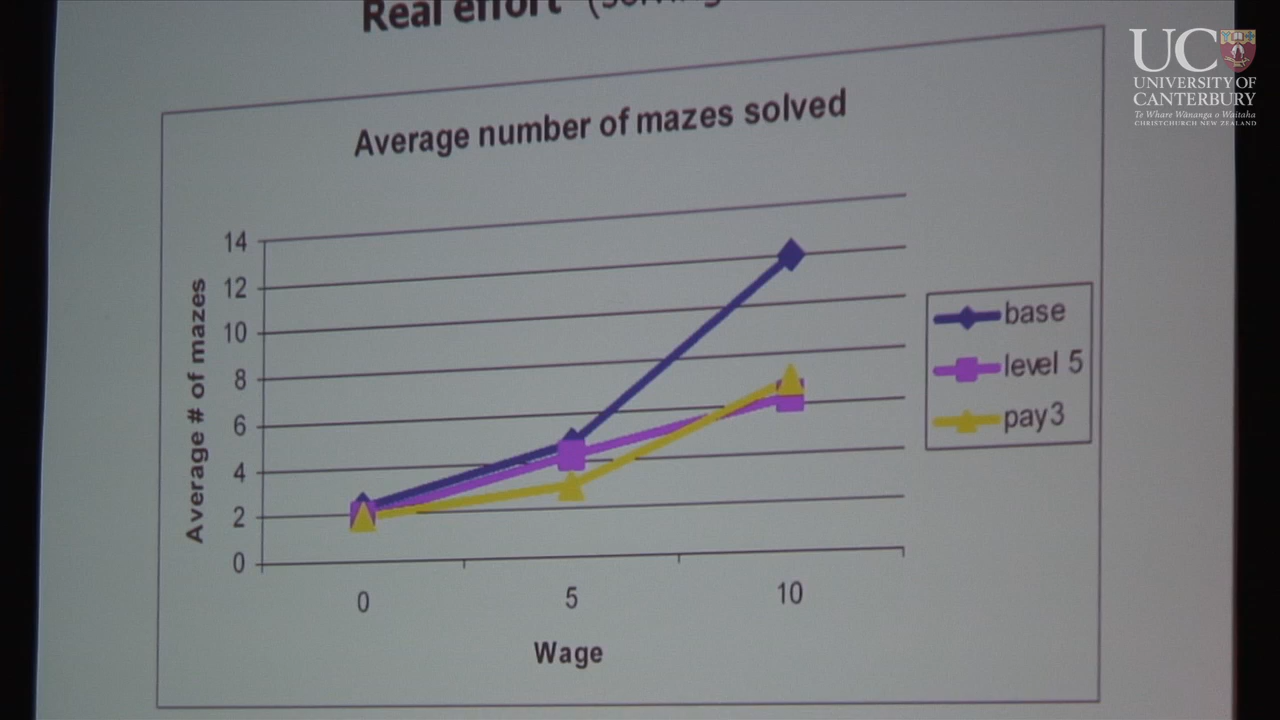 Real effort
UC
UNIVERSITY OF
CANTERBURY
Te Whare Wānanga o Waitaha
CHRISTCHURCH NEW ZEALAND
Average number of mazes solved
Average # of mazes
14
12
10
8
6
4
2
0
0 5 10
Wage
base
level 5
pay3